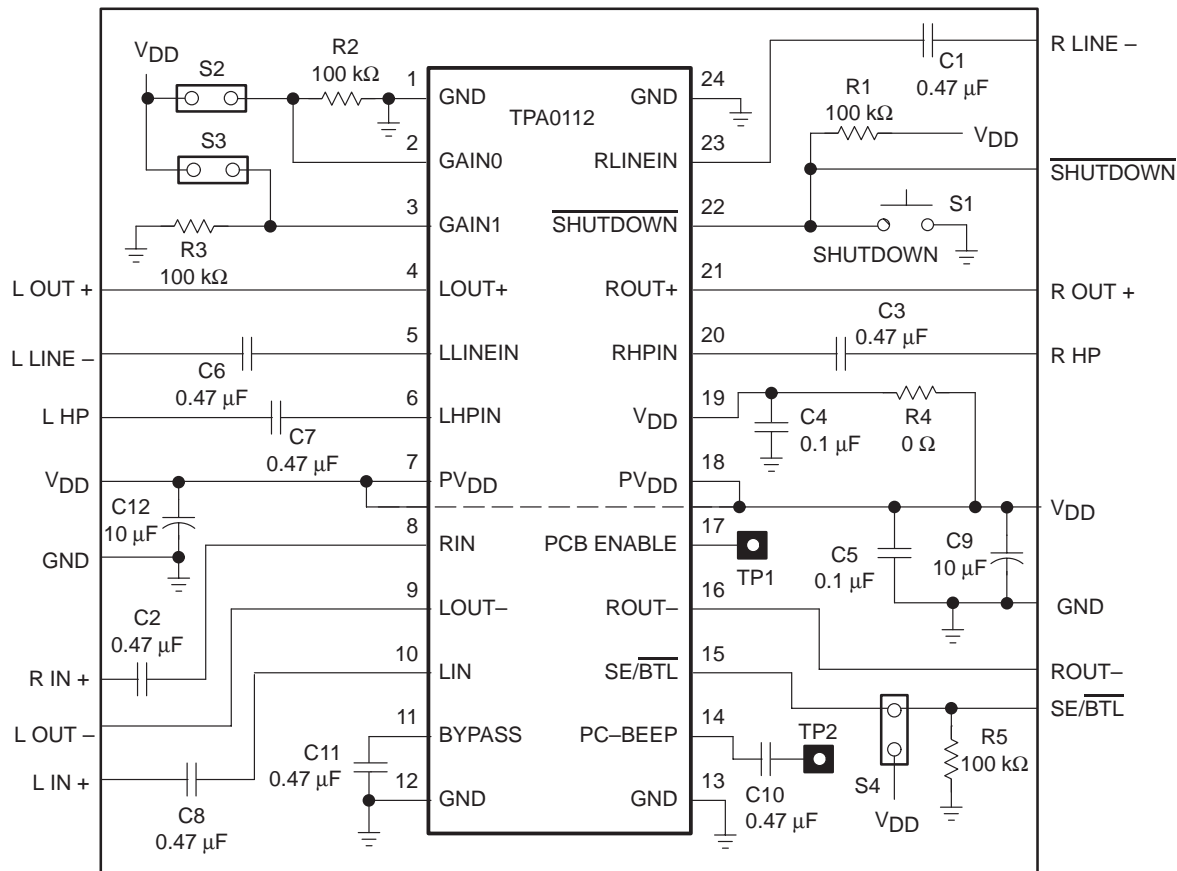 R LINE –
C1
0.47 µF
VDD
S2
R2
100 kΩ
1
GND
TPA0112
GND
24
R1
100 kΩ
VDD
S3
2
GAIN0
RLINEIN
23
SHUTDOWN
3
GAIN1
SHUTDOWN
22
S1
SHUTDOWN
R3
100 kΩ
L OUT +
4
LOUT+
ROUT+
21
R OUT +
C3
0.47 µF
L LINE –
5
LLINEIN
RHPIN
20
R HP
C6
0.47 µF
L HP
6
LHPIN
VDD
19
C4
0.1 µF
R4
0 Ω
C7
0.47 µF
VDD
7
PVDD
PVDD
18
VDD
C12
10 µF
8
RIN
PCB ENABLE
17
TP1
C5
0.1 µF
C9
10 µF
GND
GND
9
LOUT–
ROUT–
16
C2
0.47 µF
R IN +
10
LIN
SE/BTL
15
ROUT–
SE/BTL
L OUT –
11
BYPASS
PC–BEEP
14
TP2
R5
100 kΩ
C11
0.47 µF
L IN +
12
GND
GND
13
C10
0.47 µF
S4
VDD
C8
0.47 µF